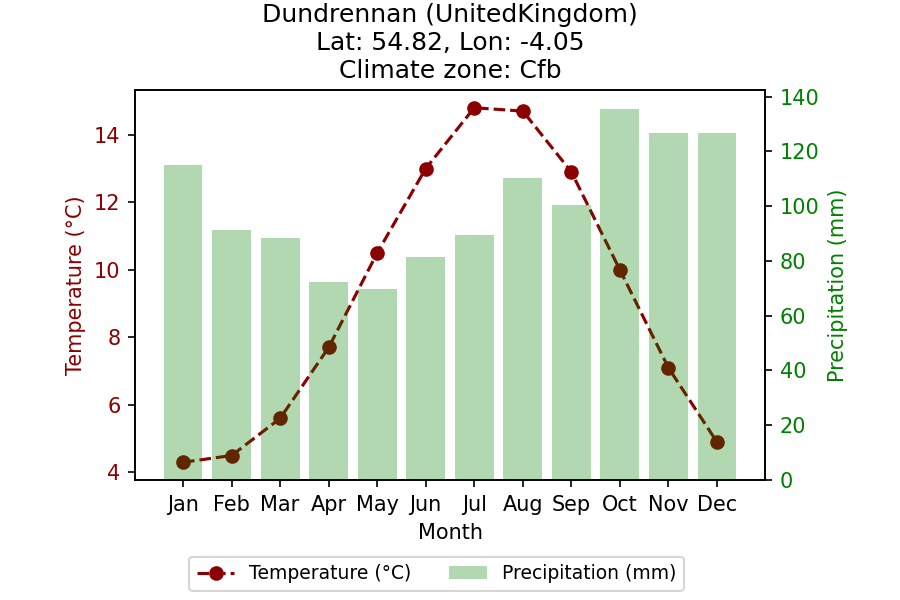 Dundrennan (UnitedKingdom)
Lat: 54.82, Lon: -4.05
Climate zone: Cfb
Temperature (°C)
14
12
10
8
6
4
140
120
100
80
60
40
20
0
Precipitation (mm)
Jan Feb Mar Apr May Jun Jul Aug Sep Oct Nov Dec
Month
Temperature (°C) Precipitation (mm)